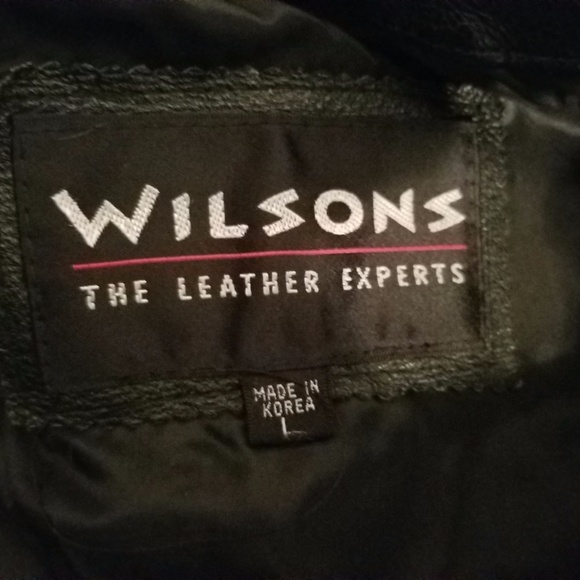 WILSONS
THE LEATHER EXPERTS
MADE IN
KOREA
L